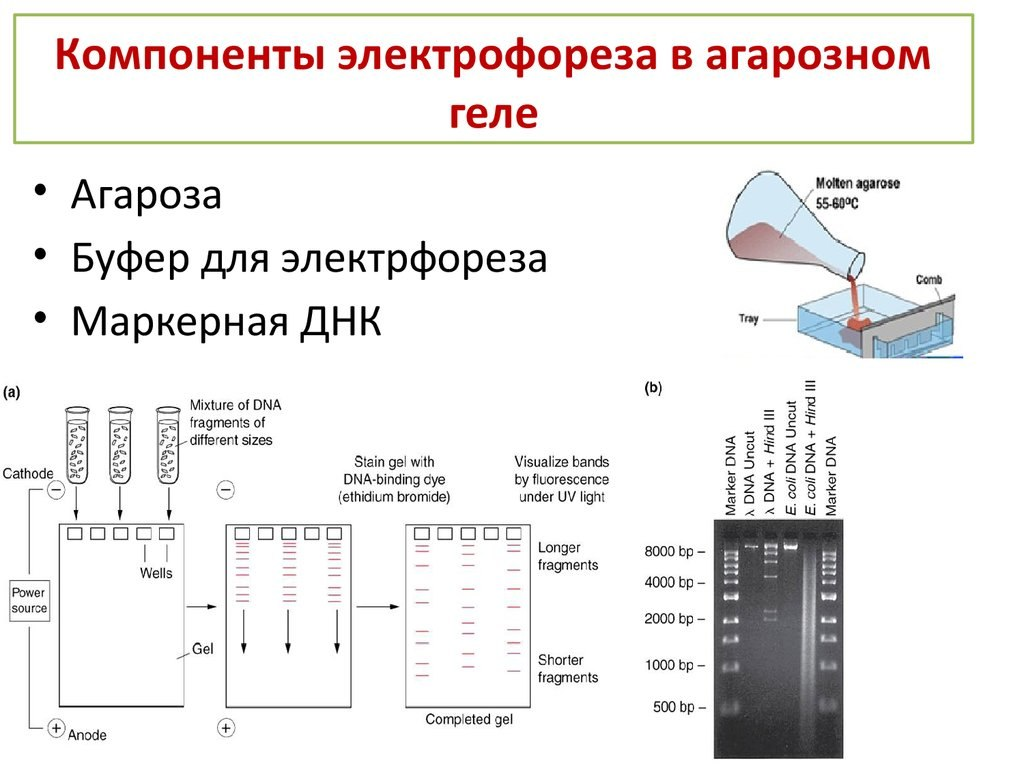 Компоненты электрофореза в агарозном
геле
• Агароза
• Буфер для электрфореза
• Маркерная ДНК
Molten agarose
55-60ºC
Comb
Tray
(a)
Mixture of DNA
fragments of
different sizes
Cathode
−
−
Stain gel with
DNA-binding dye
(ethidium bromide)
Visualize bands
by fluorescence
under UV light
Wells
Power
source
Gel
Longer
fragments
Shorter
fragments
+
Anode
+
Completed gel
(b)
Marker DNA
λ DNA Uncut
λ DNA + Hind III
E. coli DNA Uncut
E. coli DNA + Hind III
Marker DNA
8000 bp –
4000 bp –
2000 bp –
1000 bp –
500 bp –